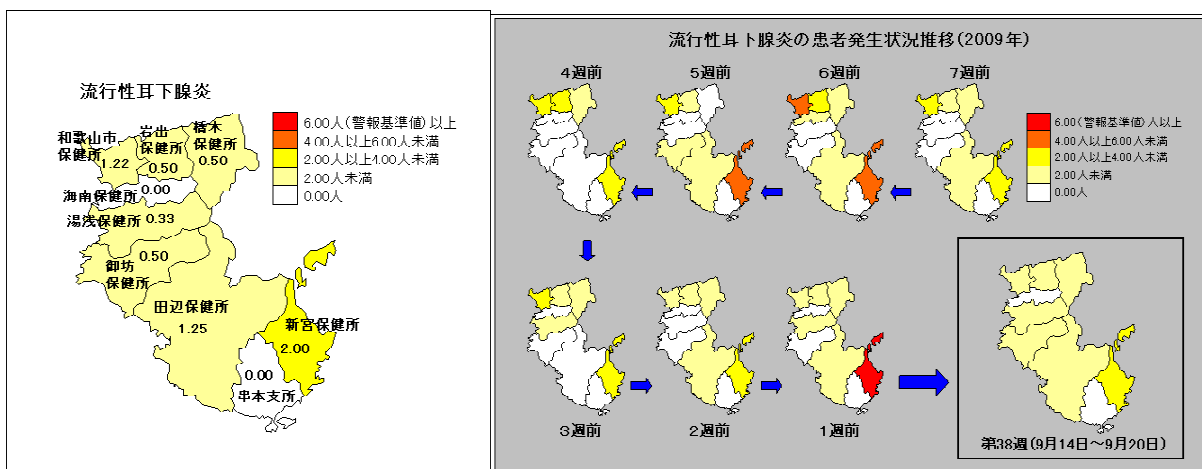 流行性耳下腺炎
6.00人(警報基準値)以上
4.00人以上6.00人未満
2.00人以上4.00人未満
2.00人未満
0.00人
和歌山市
保健所
1.22
岩出
保健所
0.50
橋本
保健所
0.50
海南保健所
0.00
湯浅保健所
0.33
御坊
保健所
0.50
田辺保健所
1.25
新宮保健所
2.00
串本支所
0.00
流行性耳下腺炎の患者発生状況推移(2009年)
4週前
5週前
6週前
7週前
6.00(警報基準値)人以上
4.00人以上6.00人未満
2.00人以上4.00人未満
2.00人未満
0.00人
3週前
2週前
1週前
第38週(9月14日~9月20日)